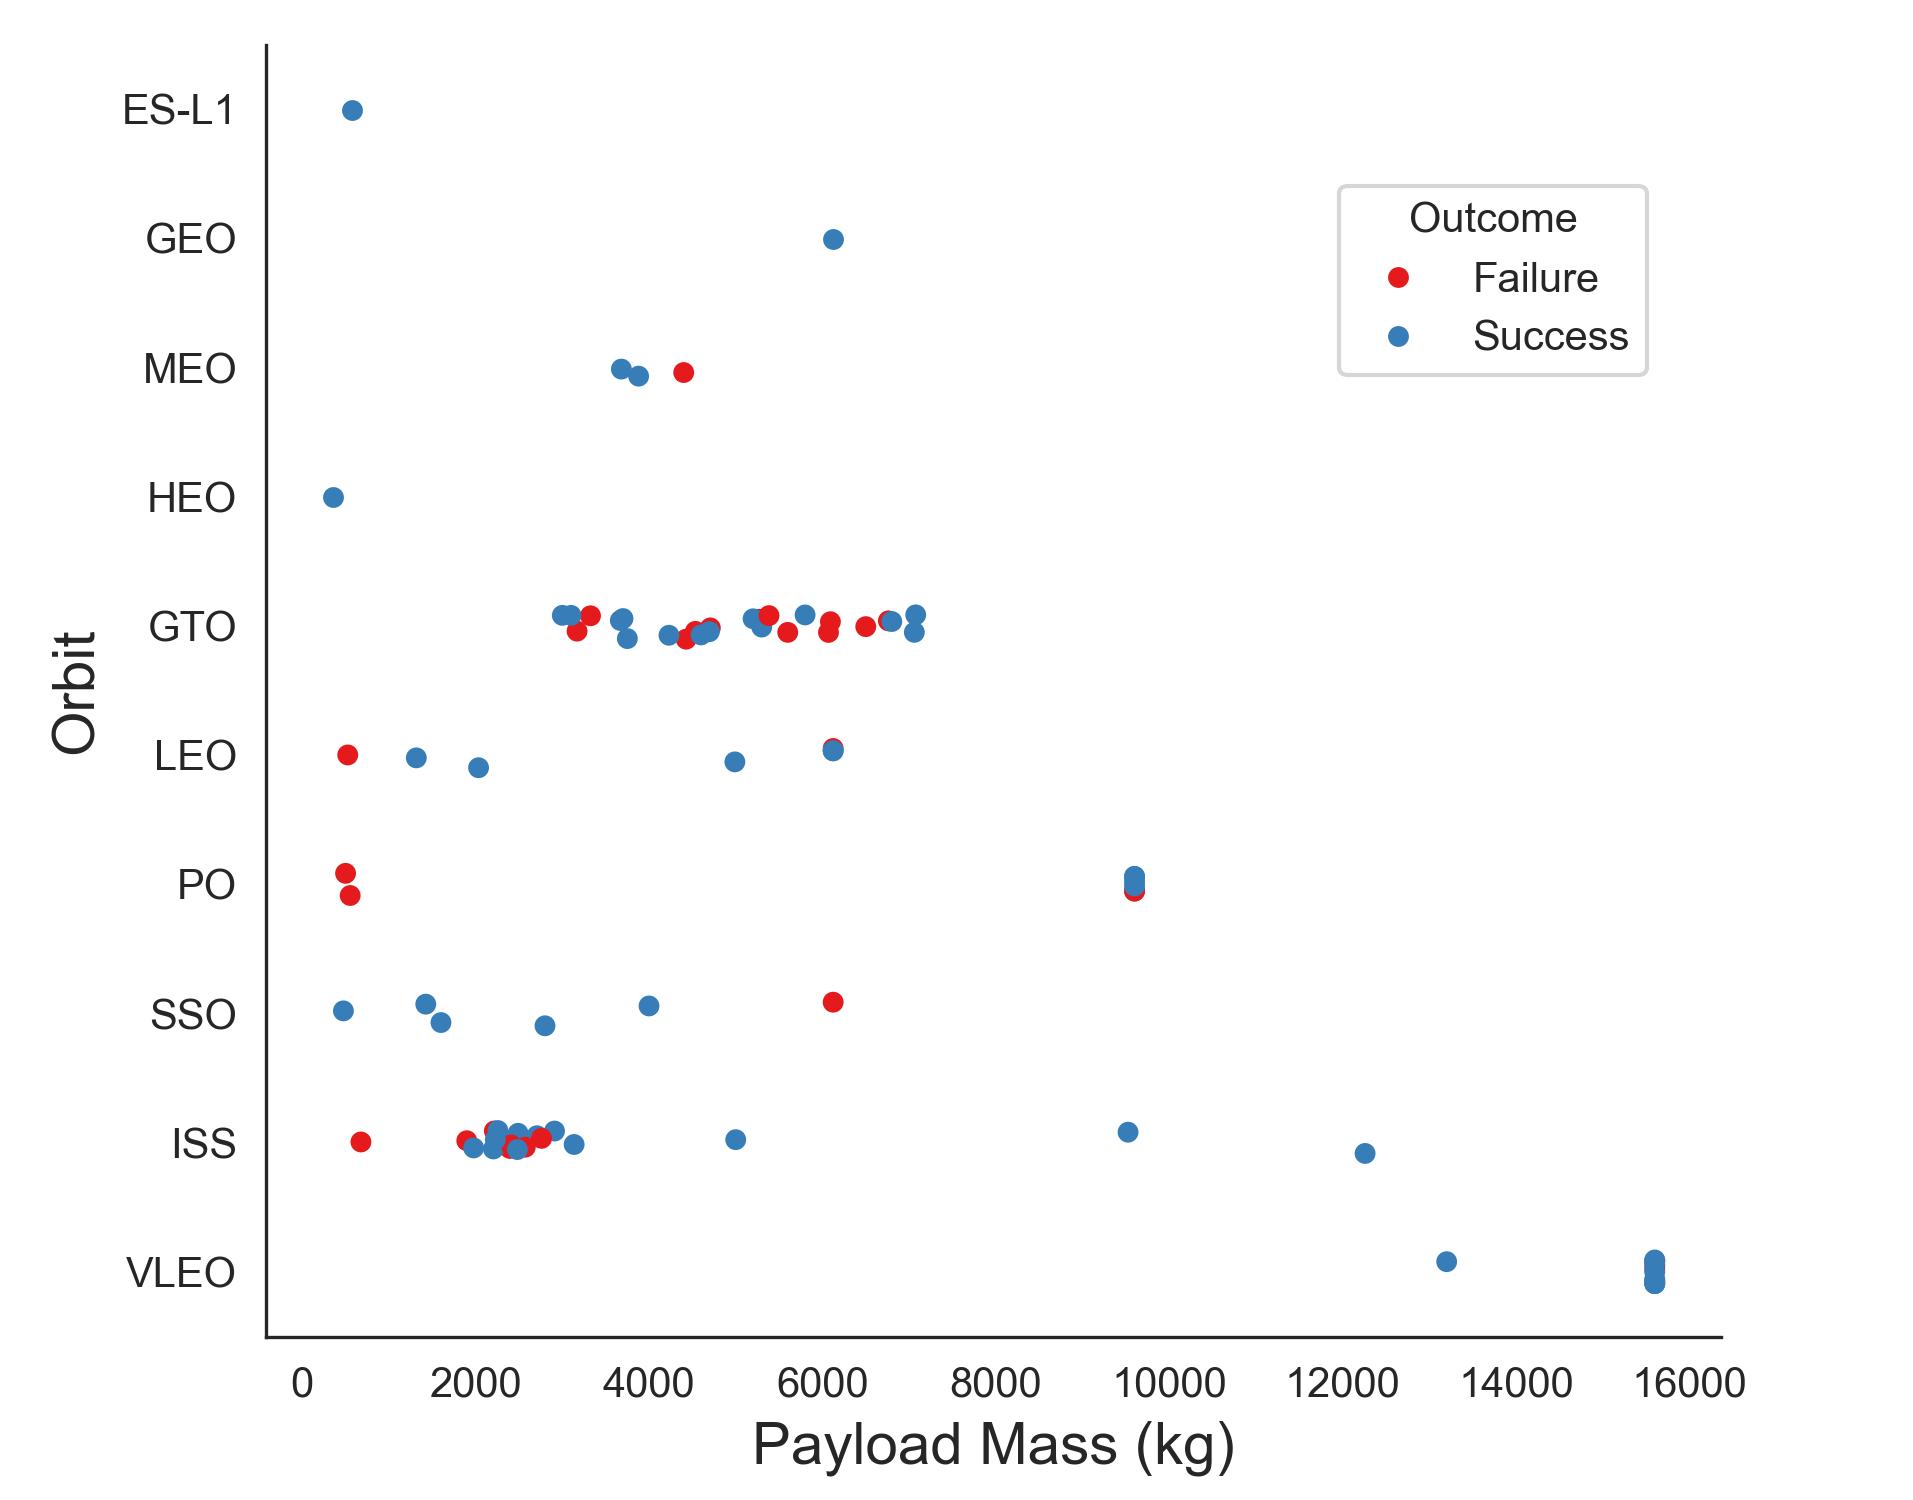 ES-L1
GEO
MEO
HEO
GTO
LEO
PO
SSO
ISS
VLEO
Orbit
Outcome
Failure
Success
0 2000 4000 6000 8000 10000 12000 14000 16000
Payload Mass (kg)